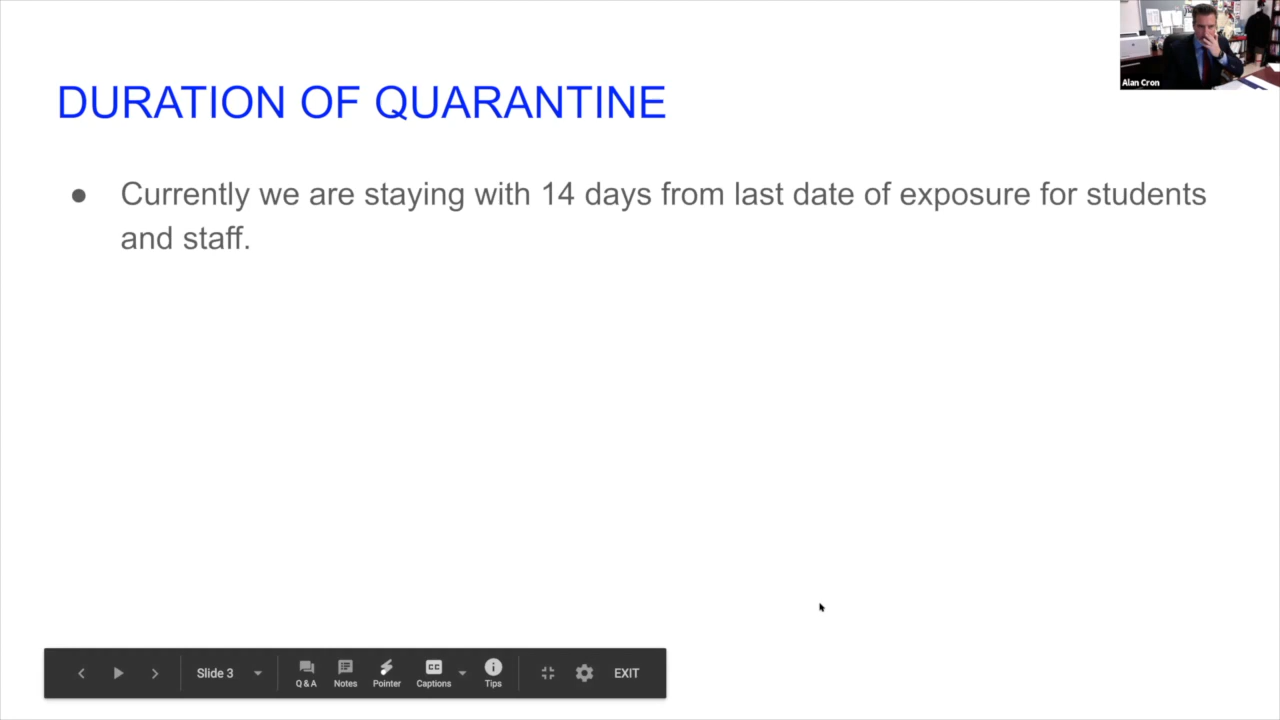 Alan Cron
DURATION OF QUARANTINE
● Currently we are staying with 14 days from last date of exposure for students
and staff.
Slide 3
Q & A
Notes
Pointer
CC
Captions
Tips
EXIT